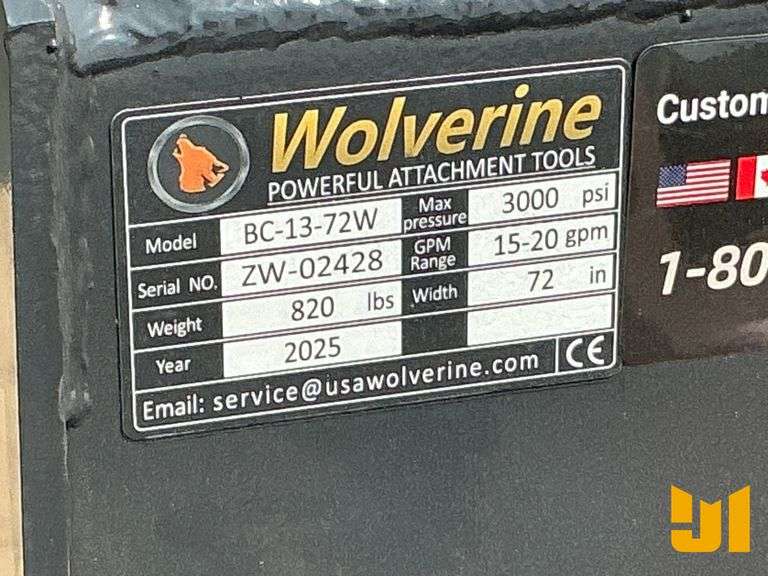 Wolverine
POWERFUL ATTACHMENT TOOLS
Model BC-13-72W Max pressure 3000 psi
Serial NO. ZW-02428 GPM Range 15-20 gpm
Weight 820 lbs Width 72 in
Year 2025
Email: service@usawolverine.com CE
Custom
1-80